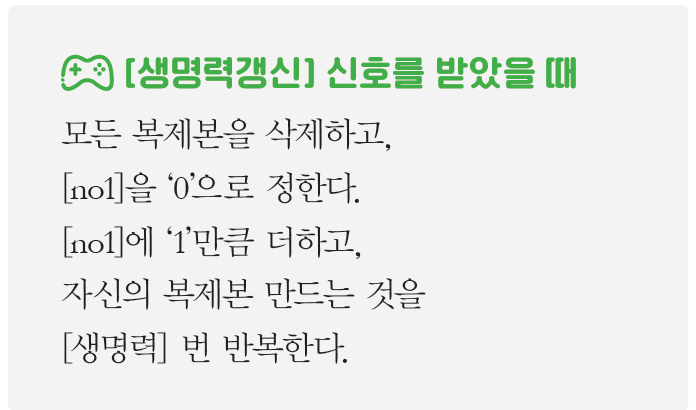 [생명력갱신] 신호를 받았을 때
모든 복제본을 삭제하고,
[no1]을 ‘0’으로 정한다.
[no1]에 ‘1’만큼 더하고,
자신의 복제본 만드는 것을
[생명력] 번 반복한다.